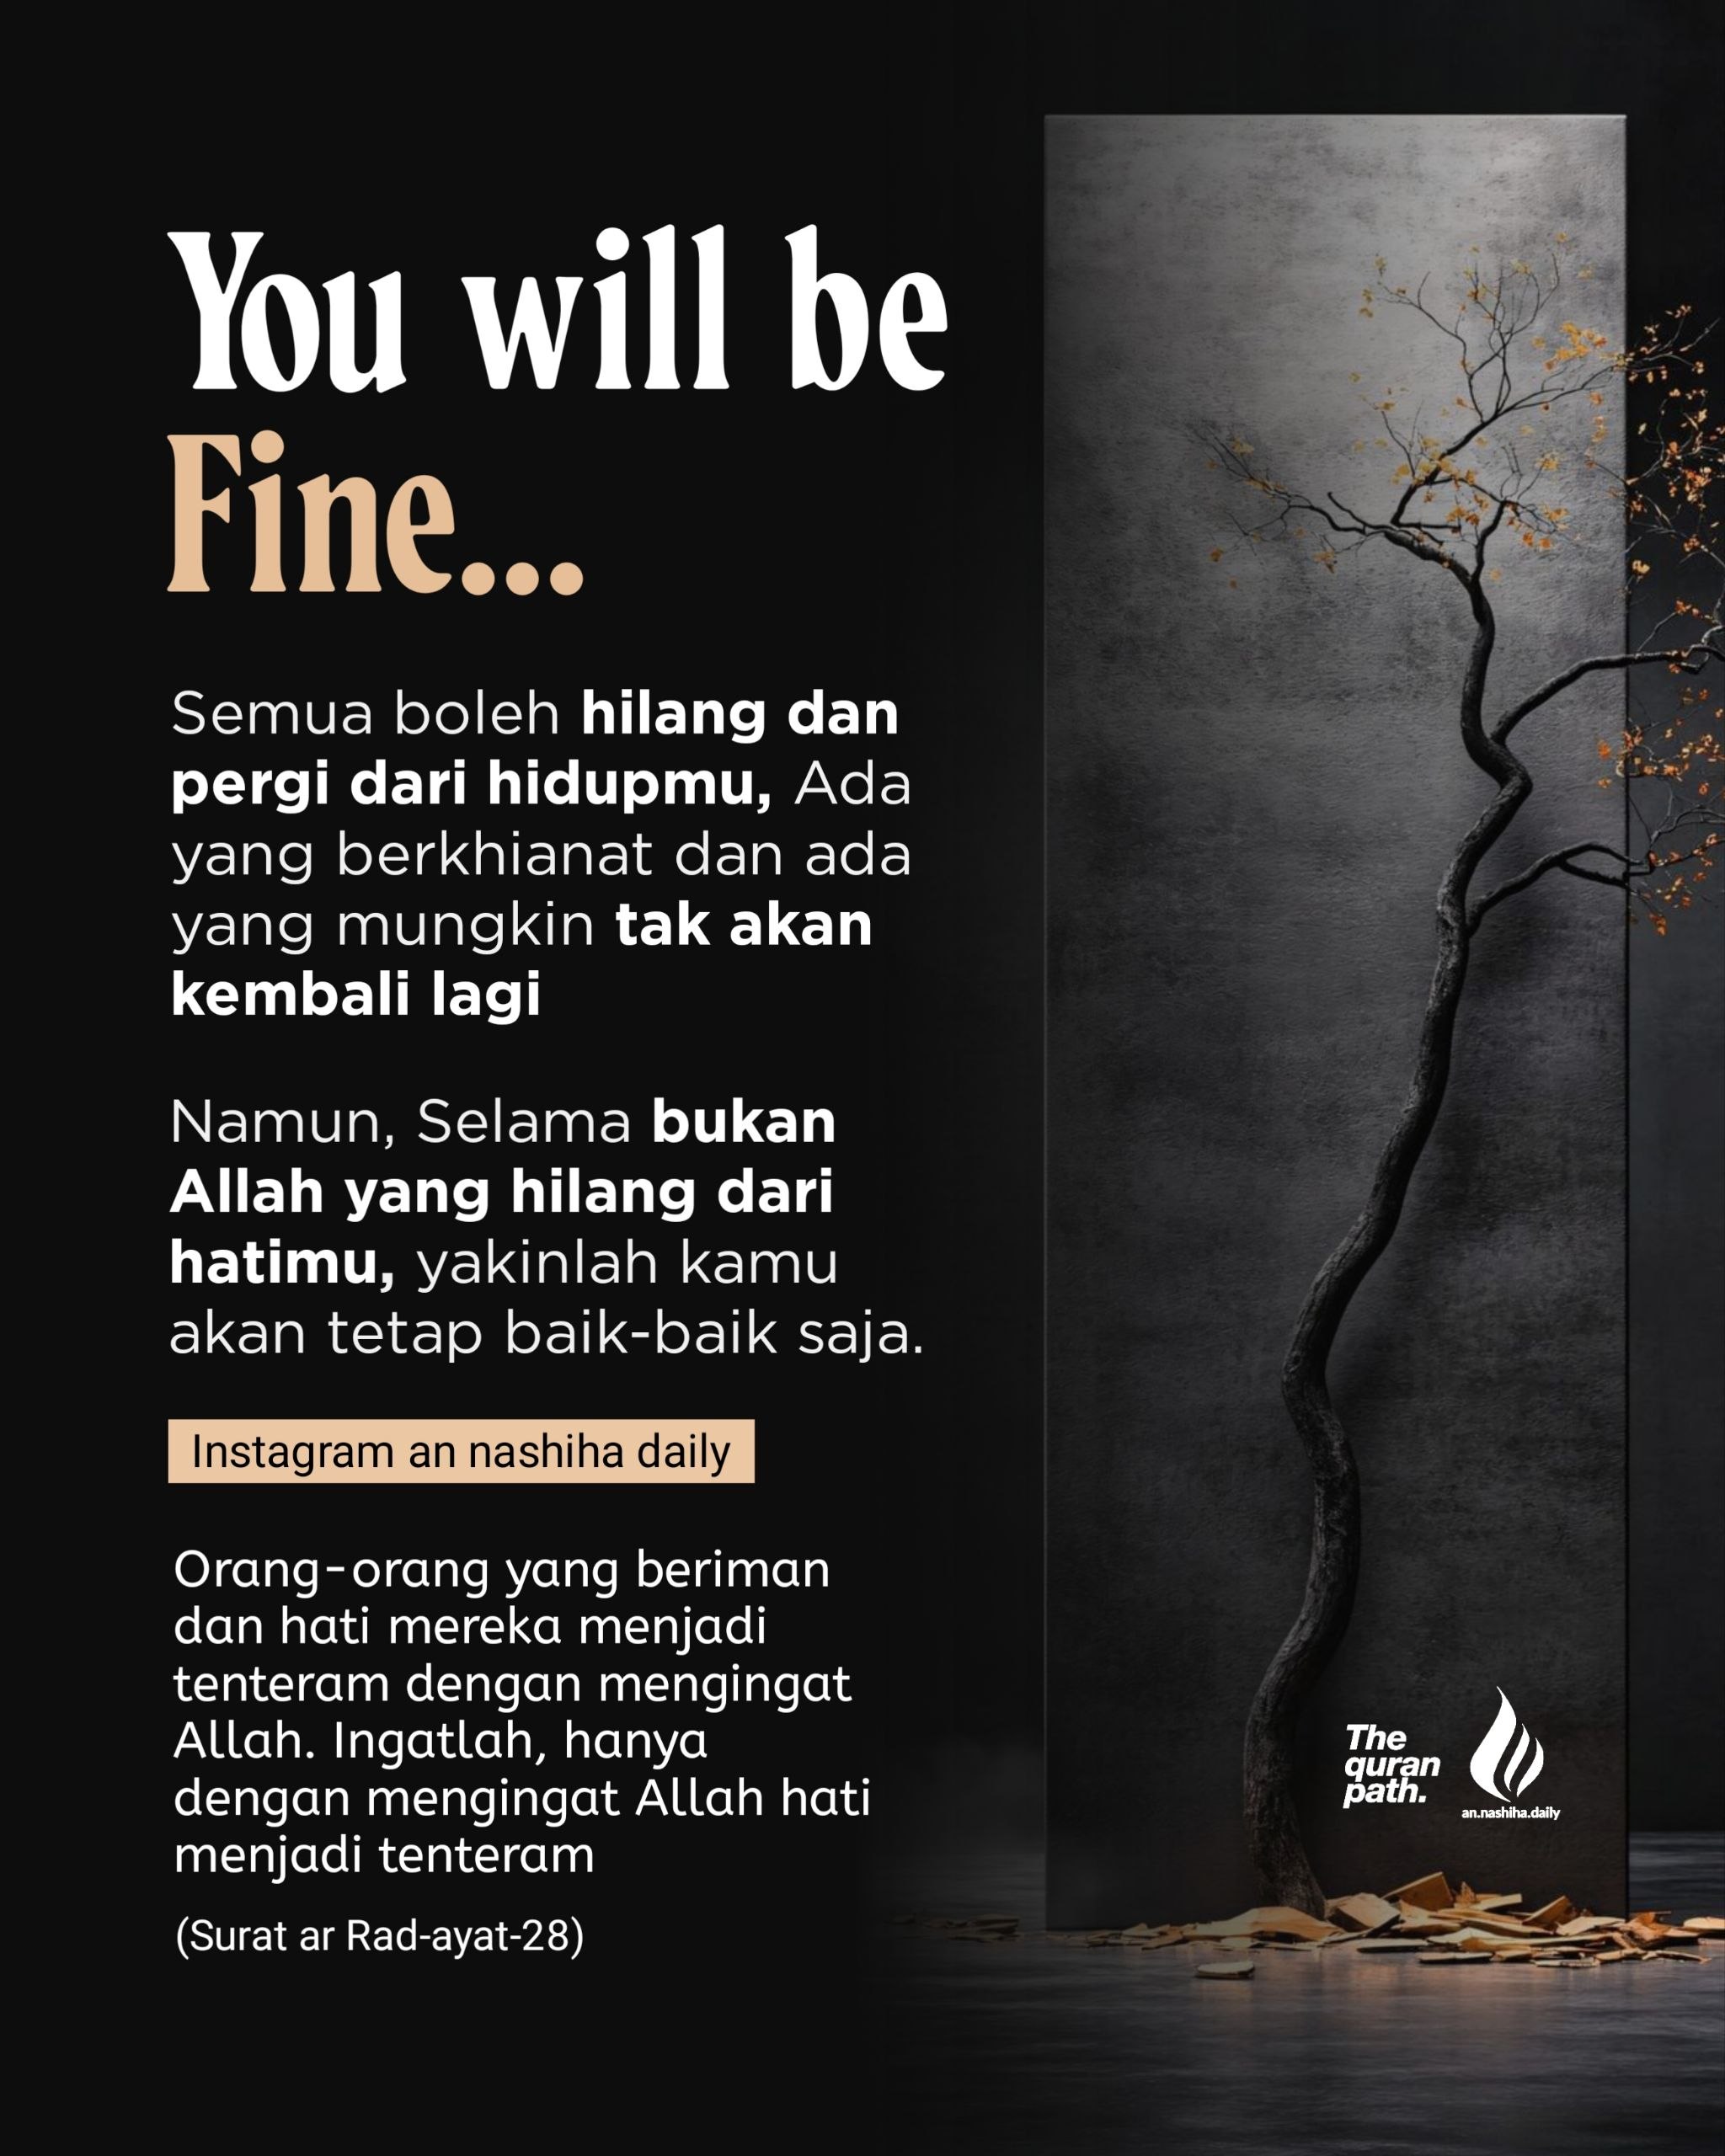 You will be
Fine...
Semua boleh hilang dan
pergi dari hidupmu, Ada
yang berkhianat dan ada
yang mungkin tak akan
kembali lagi
Namun, Selama bukan
Allah yang hilang dari
hatimu, yakinlah kamu
akan tetap baik-baik saja.
Instagram an nashiha daily
Orang-orang yang beriman
dan hati mereka menjadi
tenteram dengan mengingat
Allah. Ingatlah, hanya
dengan mengingat Allah hati
menjadi tenteram
(Surat ar Rad-ayat-28)
The
quran
path.
an.nashiha.daily